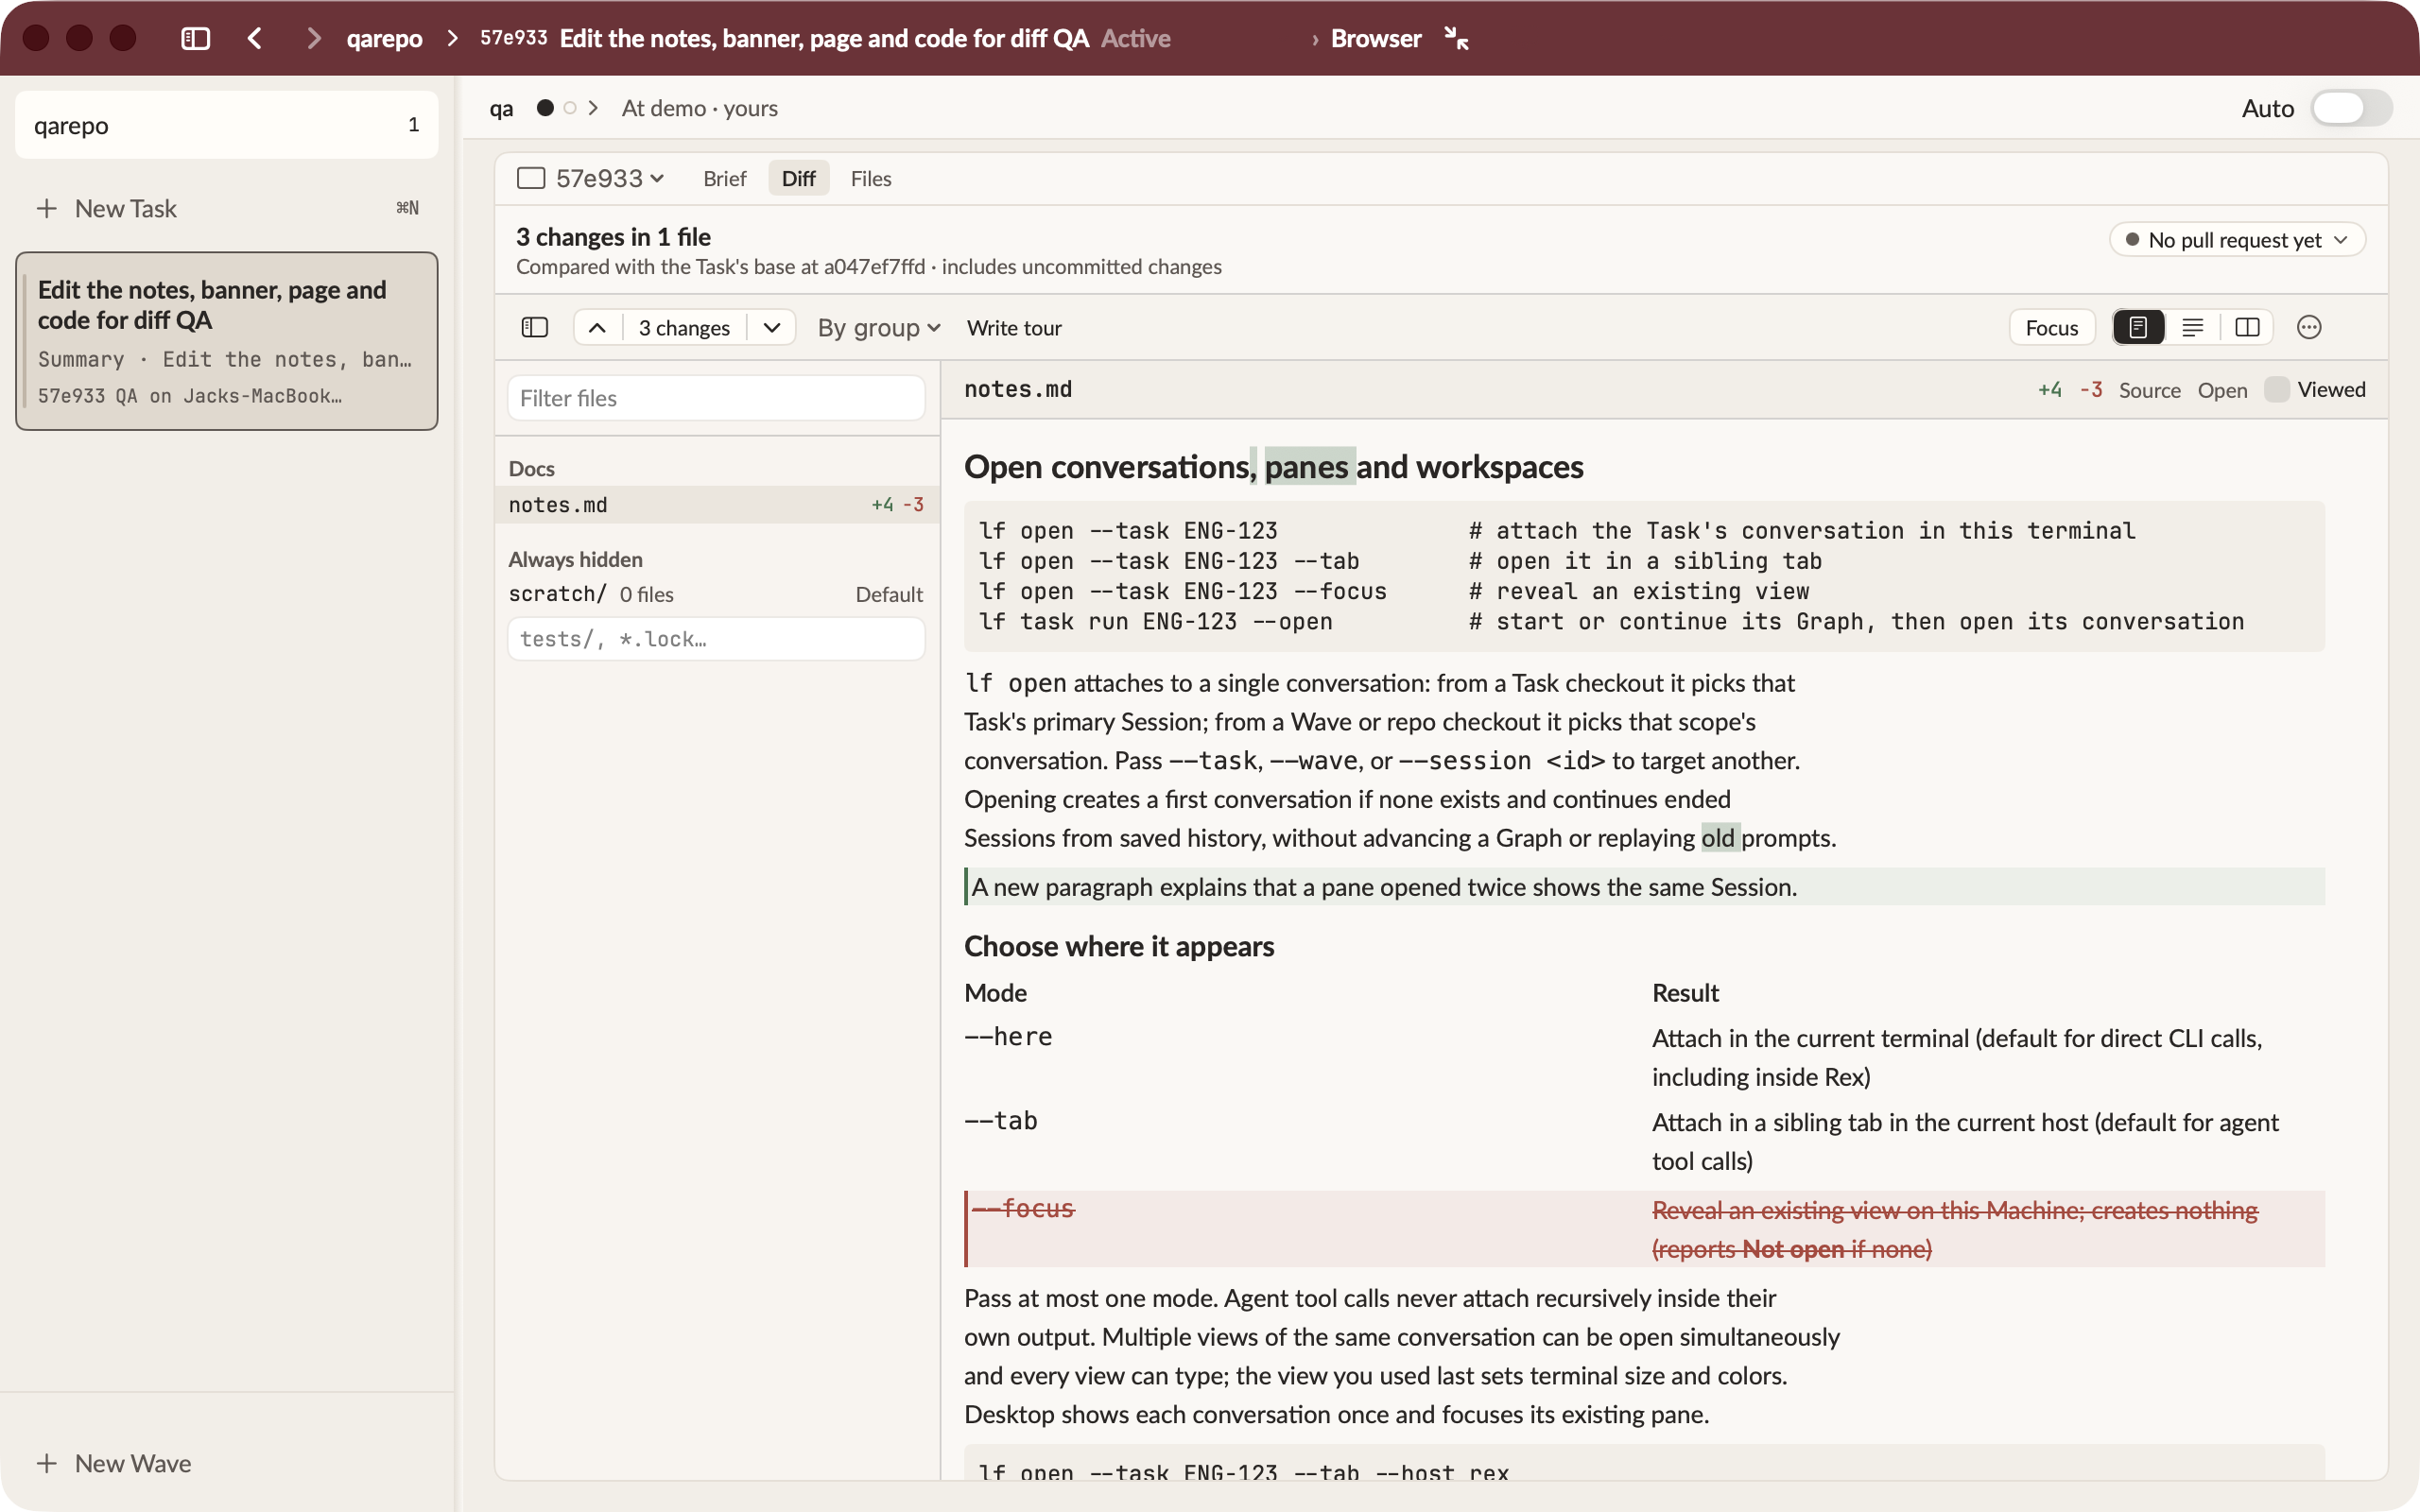 qarepo 57e933 Edit the notes, banner, page and code for diff QA Active › Browser
qarepo 1
New Task ⌘N
Edit the notes, banner, page and
code for diff QA
Summary · Edit the notes, ban…
57e933 QA on Jacks-MacBook…
New Wave
qa At demo · yours Auto
57e933 Brief Diff Files
3 changes in 1 file
Compared with the Task's base at a047ef7ffd · includes uncommitted changes
No pull request yet
3 changes By group Write tour Focus
Filter files
Docs
notes.md +4 -3
Always hidden
scratch/ 0 files Default
tests/, *.lock…
notes.md +4 -3 Source Open Viewed
Open conversations, panes and workspaces
lf open --task ENG-123 # attach the Task's conversation in this terminal
lf open --task ENG-123 --tab # open it in a sibling tab
lf open --task ENG-123 --focus # reveal an existing view
lf task run ENG-123 --open # start or continue its Graph, then open its conversation
lf open attaches to a single conversation: from a Task checkout it picks that
Task's primary Session; from a Wave or repo checkout it picks that scope's
conversation. Pass --task, --wave, or --session <id> to target another.
Opening creates a first conversation if none exists and continues ended
Sessions from saved history, without advancing a Graph or replaying old prompts.
A new paragraph explains that a pane opened twice shows the same Session.
Choose where it appears
Mode Result
--here Attach in the current terminal (default for direct CLI calls,
including inside Rex)
--tab Attach in a sibling tab in the current host (default for agent
tool calls)
--focus Reveal an existing view on this Machine; creates nothing
(reports Not open if none)
Pass at most one mode. Agent tool calls never attach recursively inside their
own output. Multiple views of the same conversation can be open simultaneously
and every view can type; the view you used last sets terminal size and colors.
Desktop shows each conversation once and focuses its existing pane.
lf open --task ENG-123 --tab --host rex